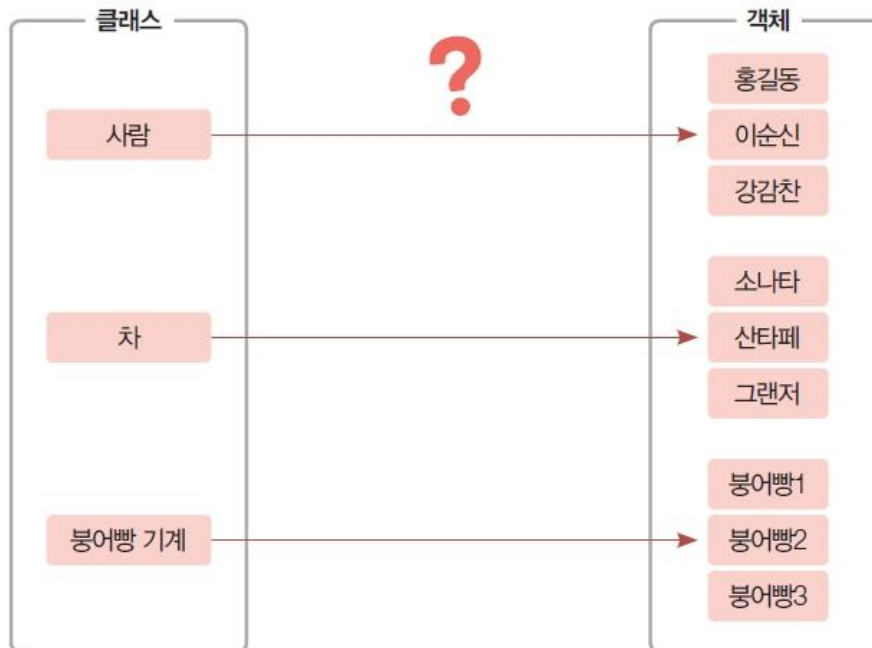 클래스
객체
?
사람
홍길동
이순신
강감찬
차
소나타
산타페
그랜저
붕어빵 기계
붕어빵1
붕어빵2
붕어빵3